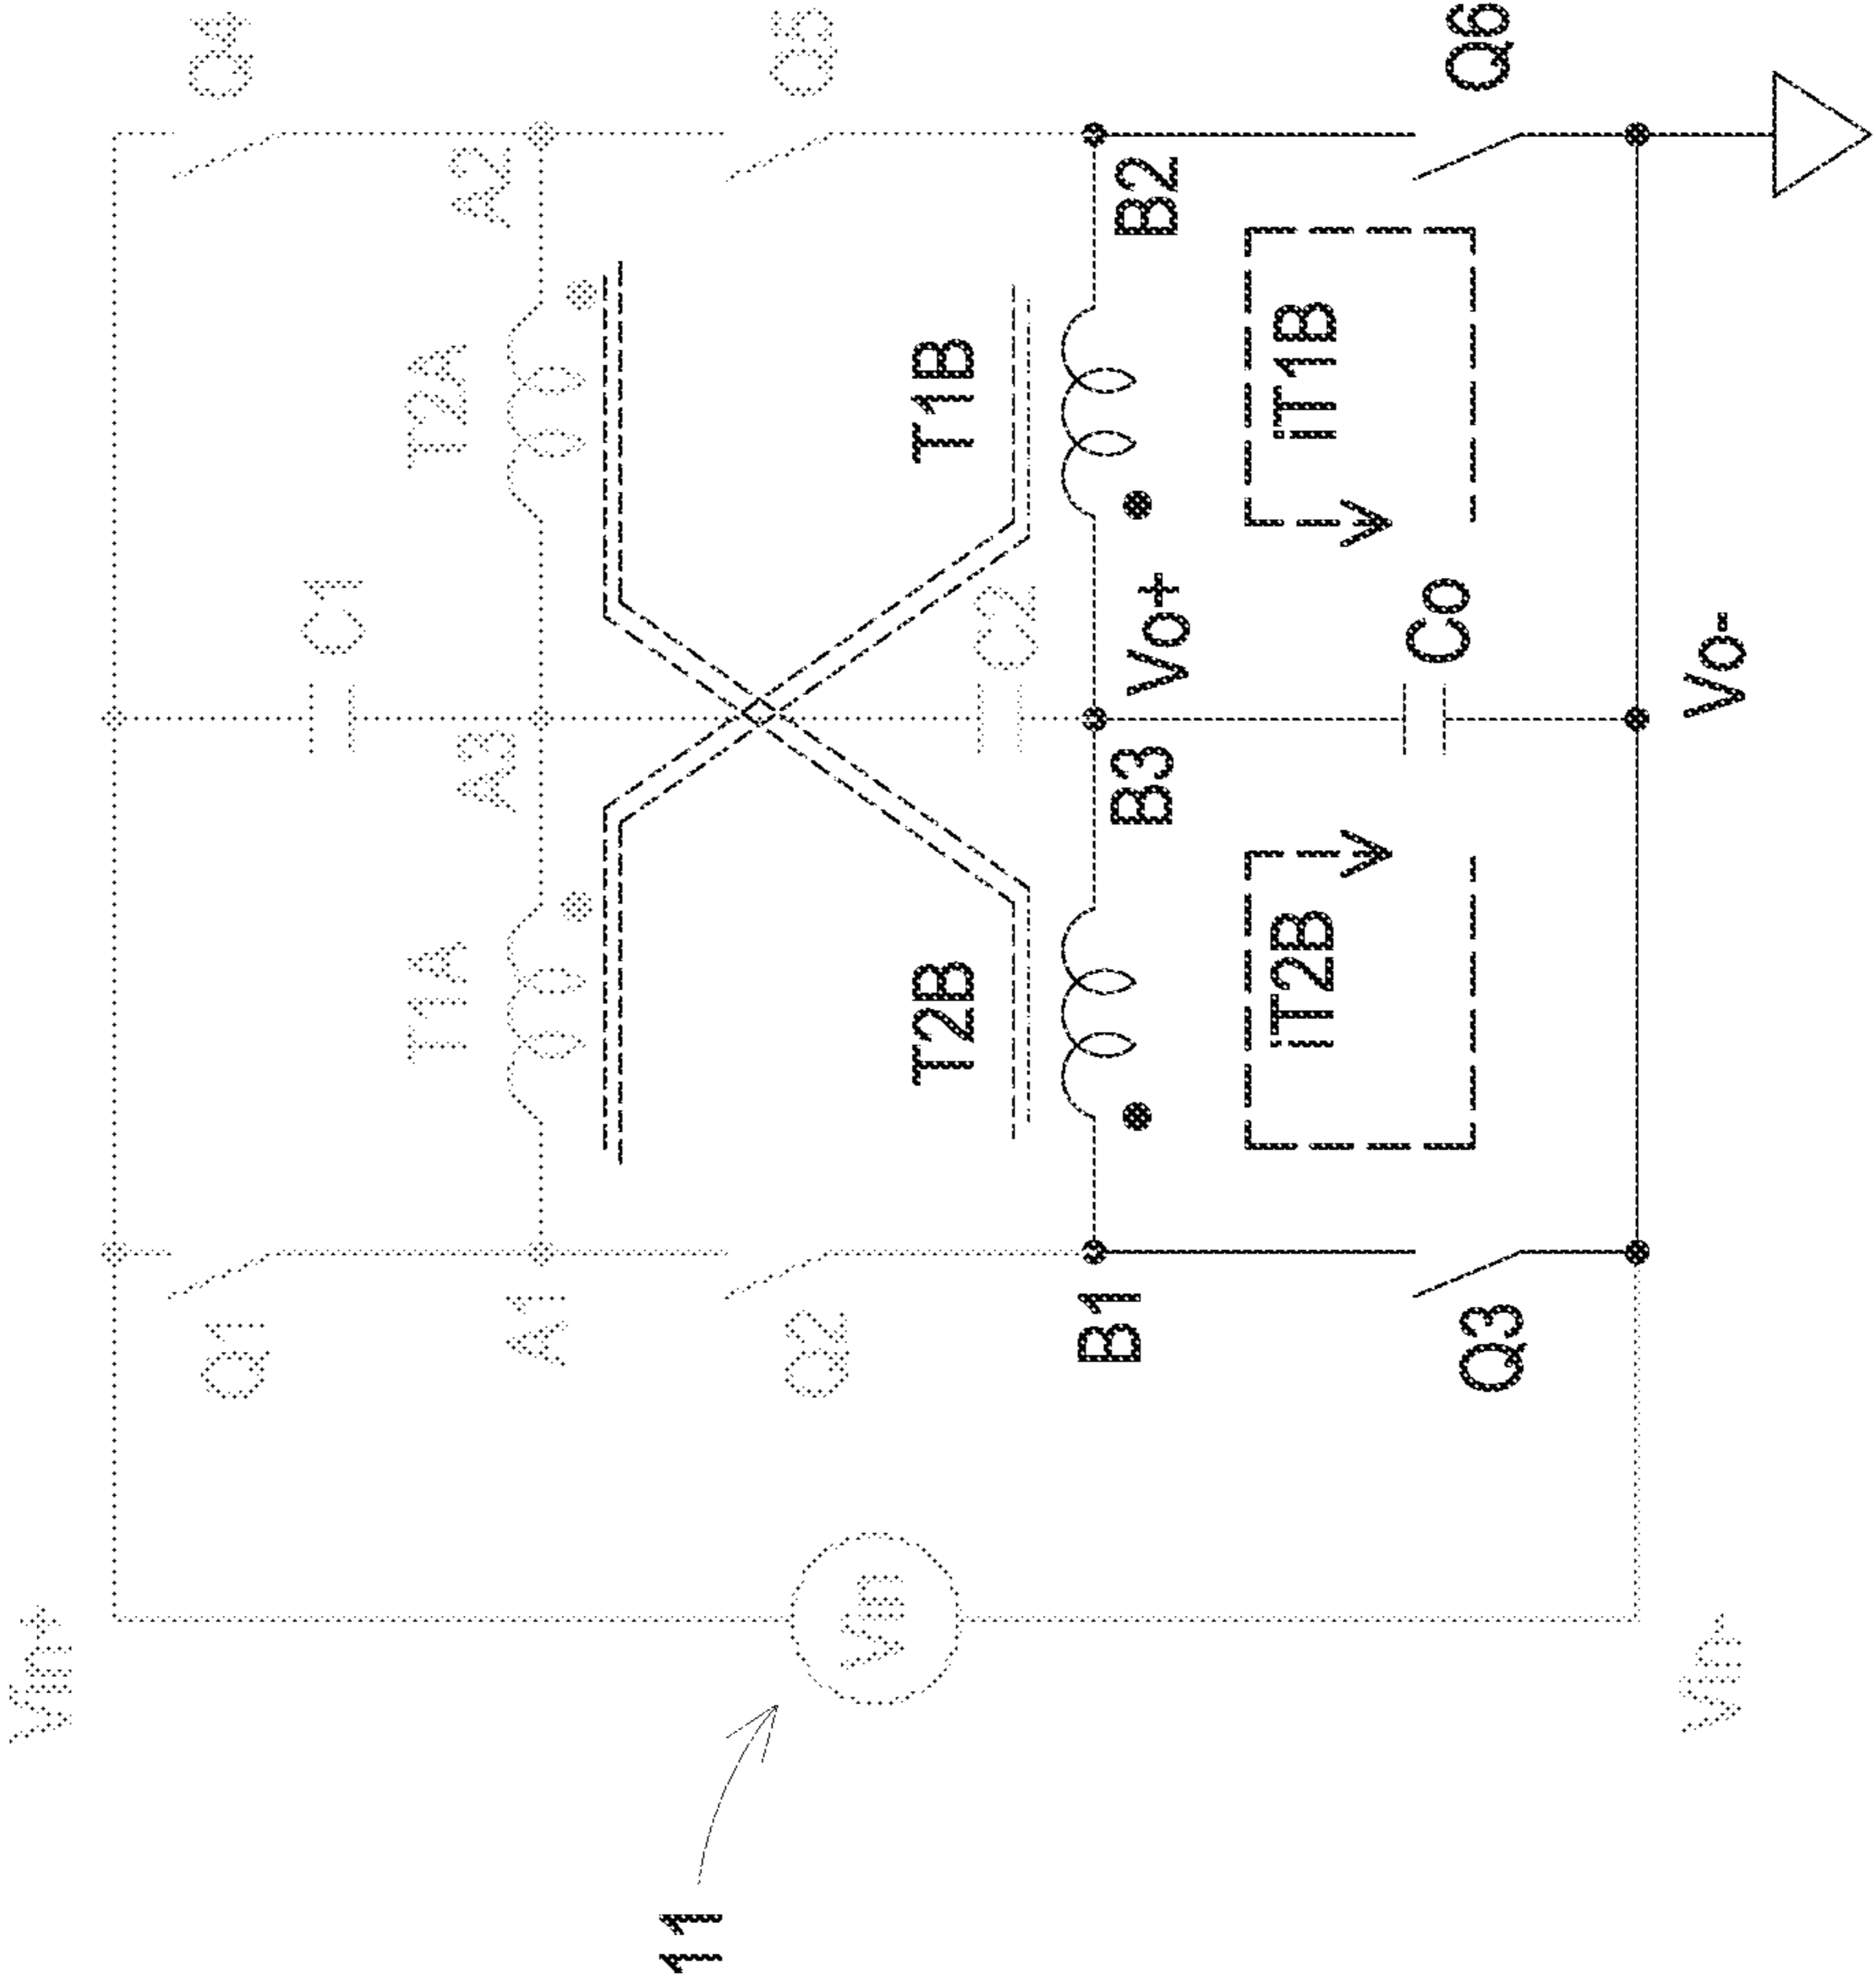 Vin+
Q1
Q4
C1
T1A
T2A
A3
A2
A1
11
Q2
Q5
Vin
T2B
T1B
C2
B1
B3
Vo+
B2
iT2B
iT1B
Co
Q3
Q6
Vin-
Vo-